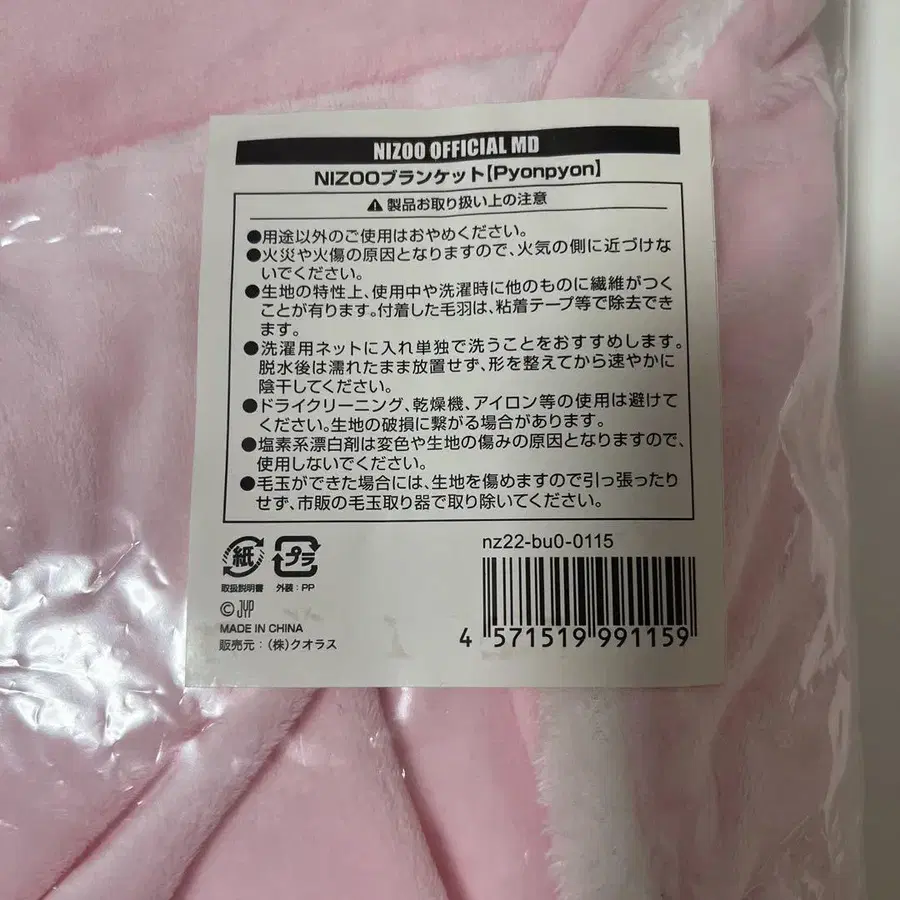 NIZOO OFFICIAL MD
NIZOOブランケット【Pyonpyon】
⚠製品お取り扱い上の注意
●用途以外のご使用はおやめください。
●火災や火傷の原因となりますので、火気の側に近づけな
いでください。
●生地の特性上、使用中や洗濯時に他のものに繊維がつく
ことが有ります。付着した毛羽は、粘着テープ等で除去でき
ます。
●洗濯用ネットに入れ単独で洗うことをおすすめします。
脱水後は濡れたまま放置せず、形を整えてから速やかに
陰干してください。
●ドライクリーニング、乾燥機、アイロン等の使用は避けて
ください。生地の破損に繋がる場合があります。
●塩素系漂白剤は変色や生地の傷みの原因となりますので、
使用しないでください。
●毛玉ができた場合には、生地を傷めますので引っ張ったり
せず、市販の毛玉取り器で取り除いてください。
紙 プラ
取扱説明書 外装：PP
©JYP
MADE IN CHINA
販売元：（株）クオラス
nz22-bu0-0115
4 571519 991159